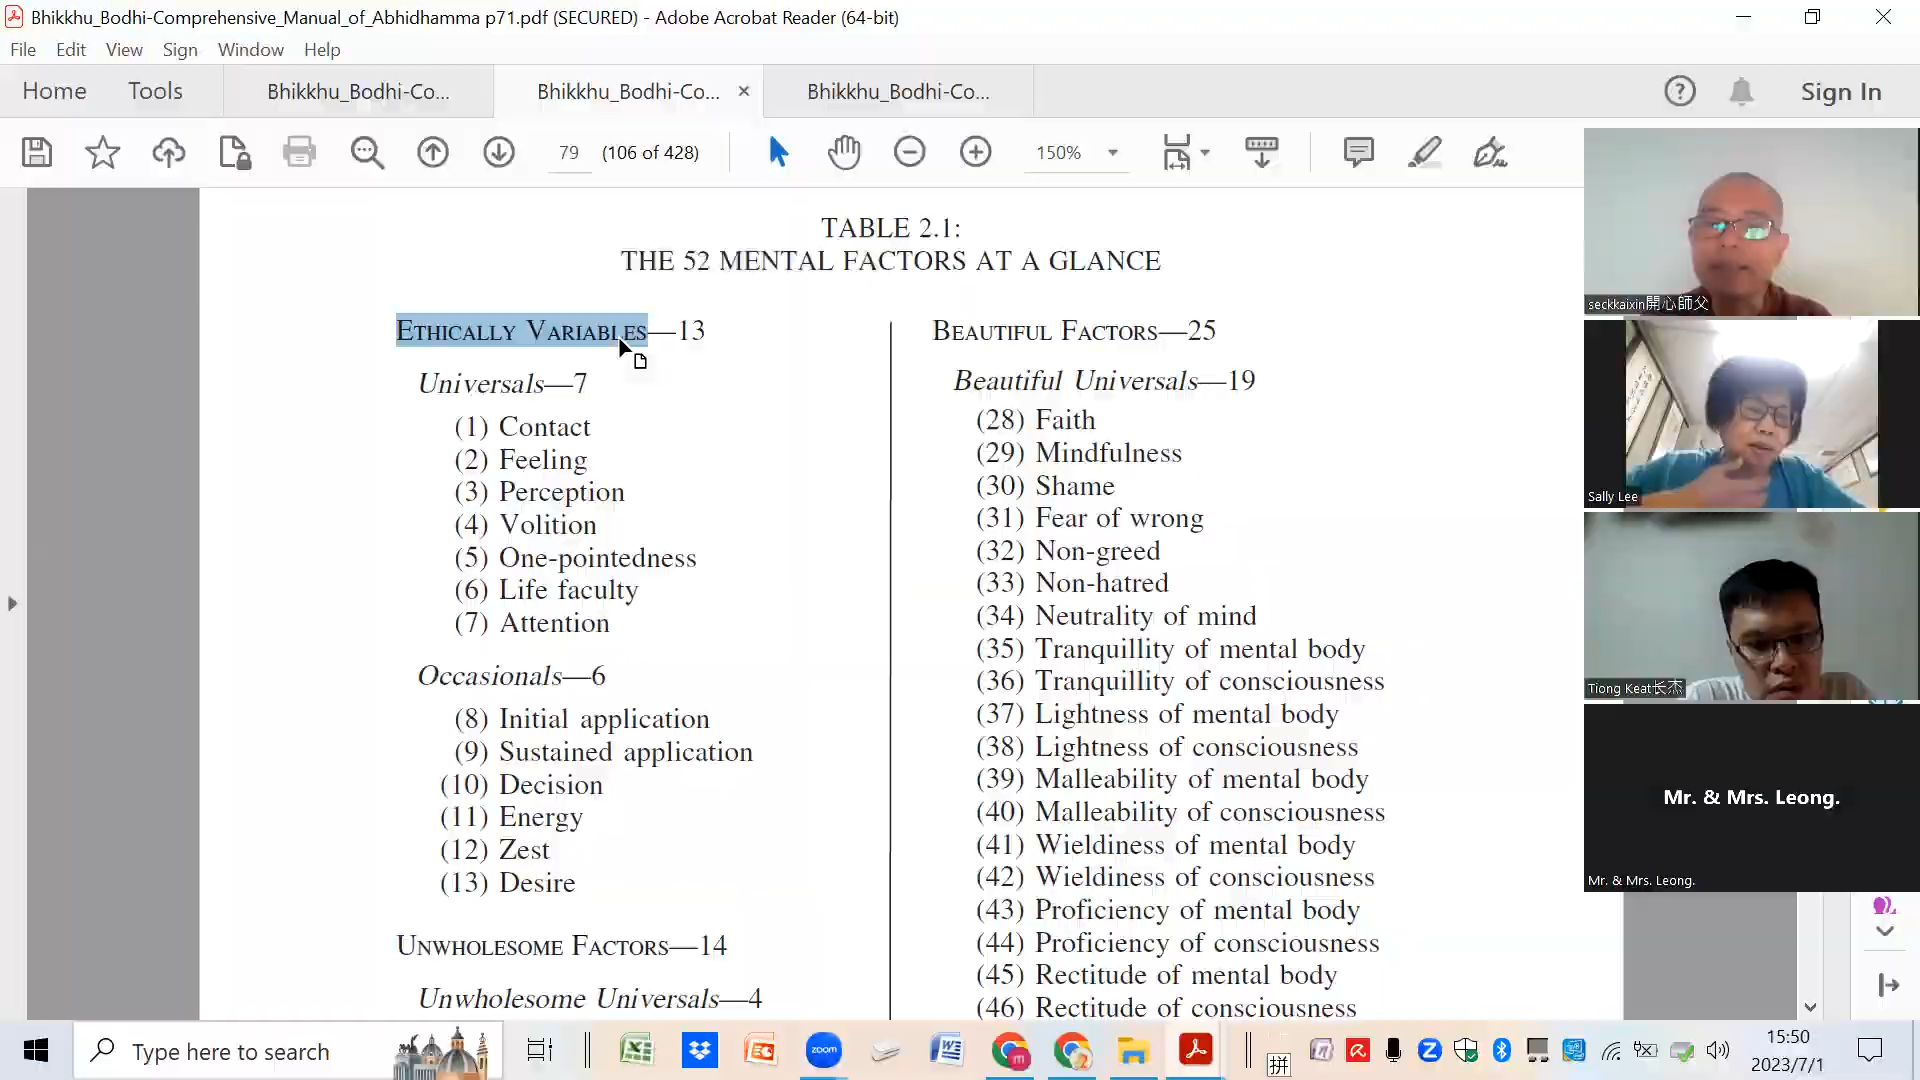 Bhikkhu_Bodhi-Comprehensive_Manual_of_Abhidhamma p71.pdf (SECURED) - Adobe Acrobat Reader (64-bit)
File Edit View Sign Window Help
Home Tools Bhikkhu_Bodhi-Co... Bhikkhu_Bodhi-Co... Bhikkhu_Bodhi-Co... Sign In
79 (106 of 428) 150%
TABLE 2.1:
THE 52 MENTAL FACTORS AT A GLANCE
ETHICALLY VARIABLES—13
Universals—7
(1) Contact
(2) Feeling
(3) Perception
(4) Volition
(5) One-pointedness
(6) Life faculty
(7) Attention
Occasionals—6
(8) Initial application
(9) Sustained application
(10) Decision
(11) Energy
(12) Zest
(13) Desire
UNWHOLESOME FACTORS—14
Unwholesome Universals—4
BEAUTIFUL FACTORS—25
Beautiful Universals—19
(28) Faith
(29) Mindfulness
(30) Shame
(31) Fear of wrong
(32) Non-greed
(33) Non-hatred
(34) Neutrality of mind
(35) Tranquillity of mental body
(36) Tranquillity of consciousness
(37) Lightness of mental body
(38) Lightness of consciousness
(39) Malleability of mental body
(40) Malleability of consciousness
(41) Wieldiness of mental body
(42) Wieldiness of consciousness
(43) Proficiency of mental body
(44) Proficiency of consciousness
(45) Rectitude of mental body
(46) Rectitude of consciousness
seckkaixin開心師父
Sally Lee
Tiong Keat长杰
Mr. & Mrs. Leong.
Mr. & Mrs. Leong.
Type here to search
zoom
拼
15:50
2023/7/1